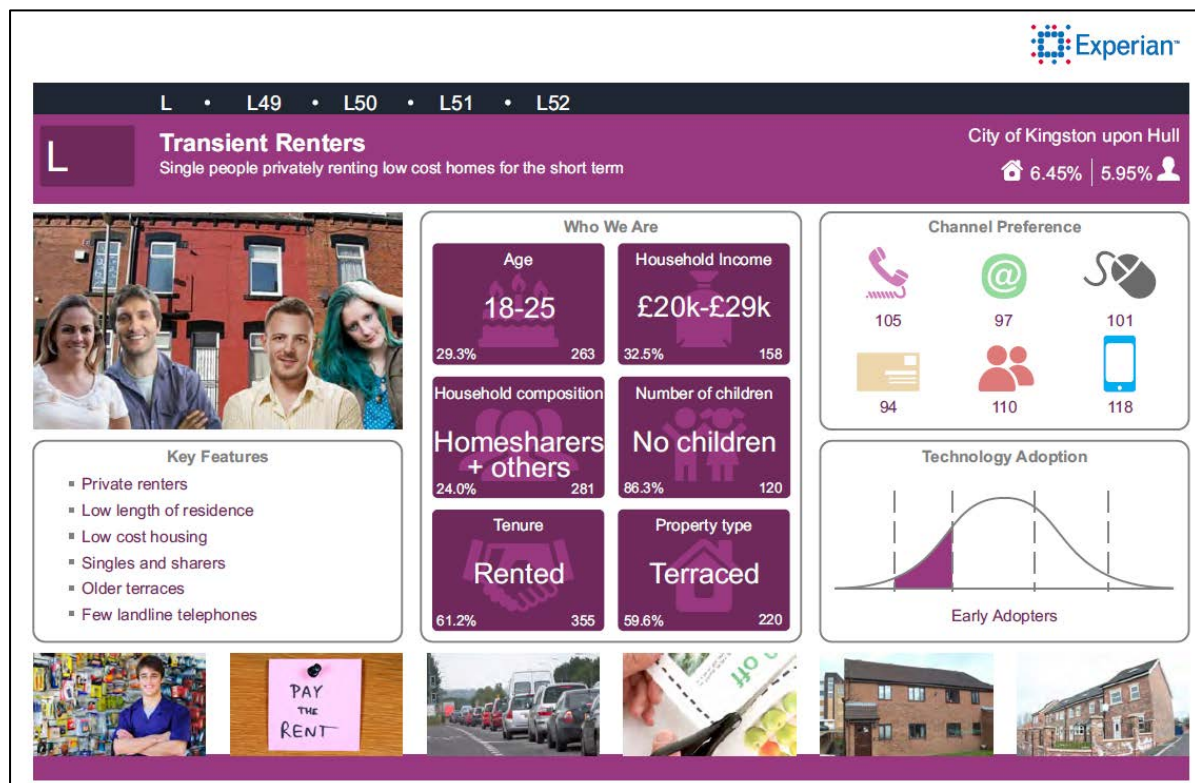 Experian™
L • L49 • L50 • L51 • L52
L
Transient Renters
Single people privately renting low cost homes for the short term
City of Kingston upon Hull
6.45% | 5.95%
Key Features
▪ Private renters
▪ Low length of residence
▪ Low cost housing
▪ Singles and sharers
▪ Older terraces
▪ Few landline telephones
Who We Are
Age
18-25
29.3% 263
Household Income
£20k-£29k
32.5% 158
Household composition
Homesharers
+ others
24.0% 281
Number of children
No children
86.3% 120
Tenure
Rented
61.2% 355
Property type
Terraced
59.6% 220
Channel Preference
@
105 97 101
94 110 118
Technology Adoption
Early Adopters
PAY
THE
RENT
off